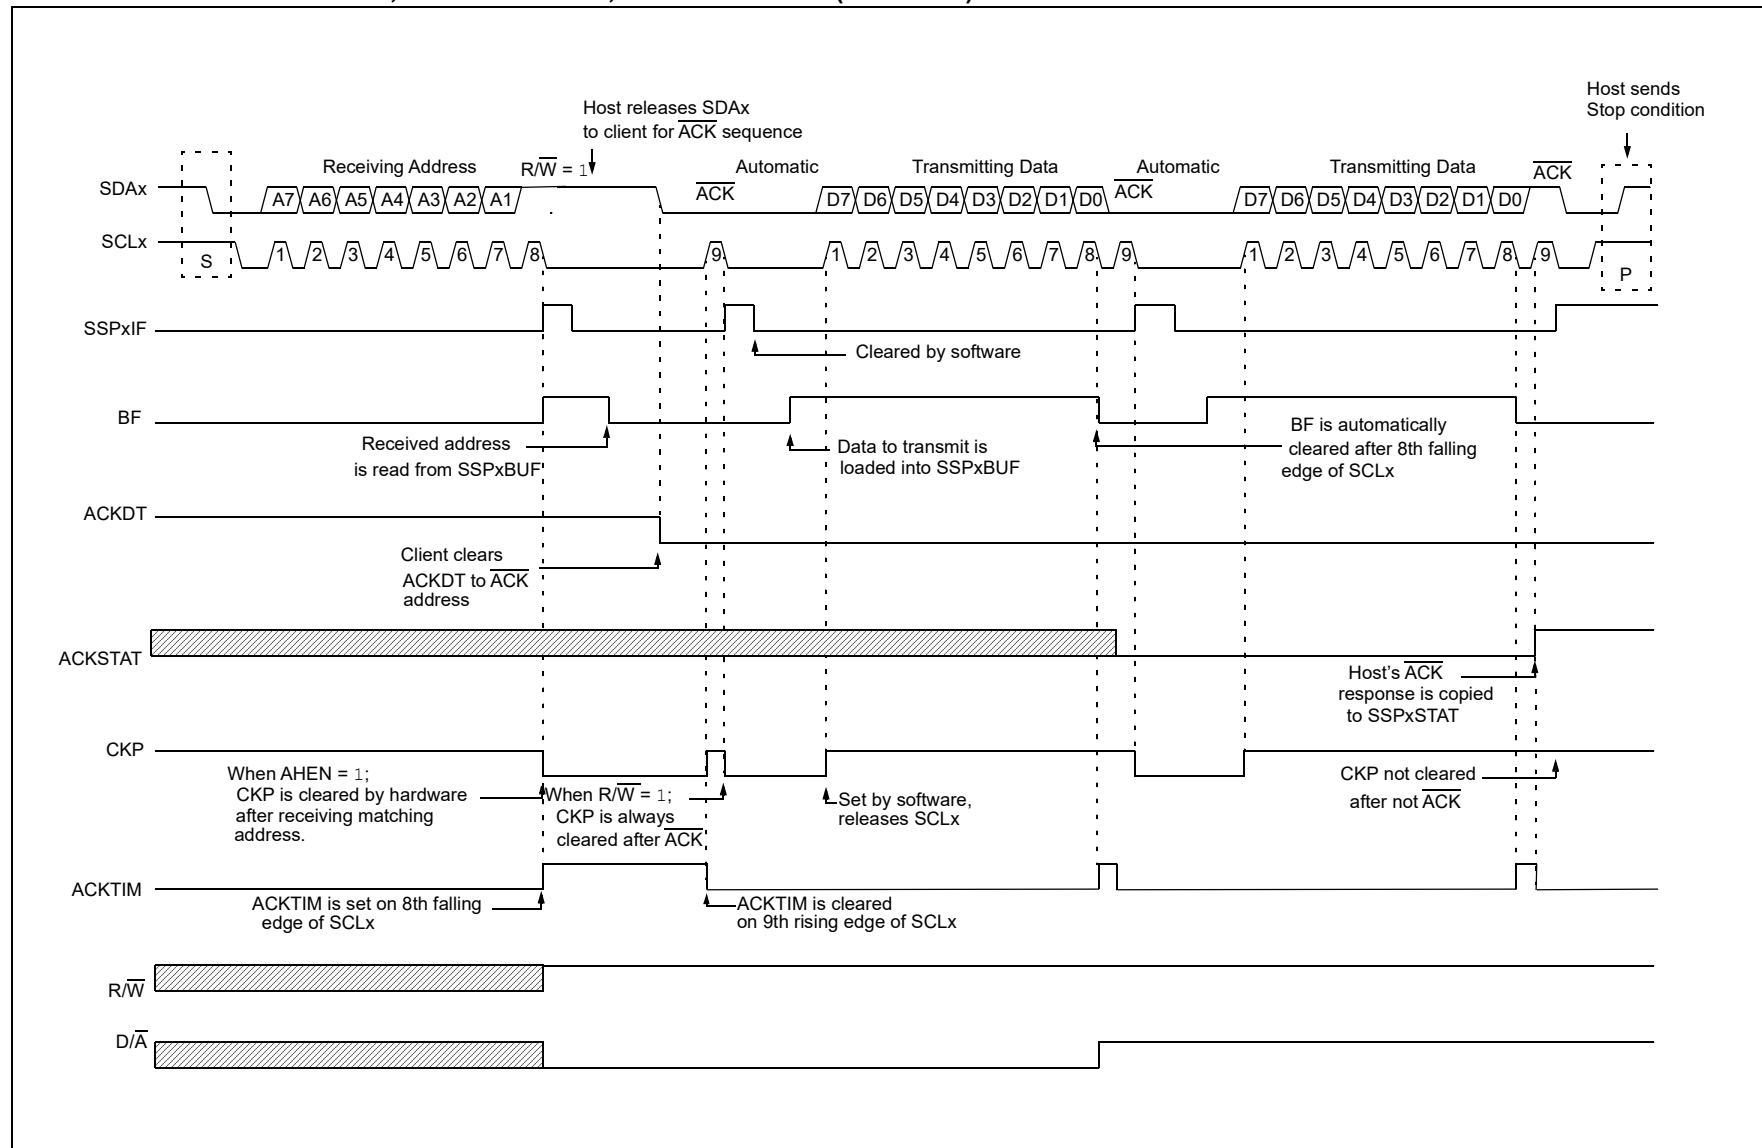 Host sends
Stop condition
Host releases SDAx
to client for A̅C̅K̅ sequence
Receiving Address
R/W̅ = 1
Automatic
Transmitting Data
Automatic
Transmitting Data
A̅C̅K̅
SDAx
A7 A6 A5 A4 A3 A2 A1
A̅C̅K̅
D7 D6 D5 D4 D3 D2 D1 D0
A̅C̅K̅
D7 D6 D5 D4 D3 D2 D1 D0
SCLx
S
1 2 3 4 5 6 7 8 9 1 2 3 4 5 6 7 8 9 1 2 3 4 5 6 7 8 9
P
SSPxIF
Cleared by software
BF
Received address
is read from SSPxBUF
Data to transmit is
loaded into SSPxBUF
BF is automatically
cleared after 8th falling
edge of SCLx
ACKDT
Client clears
ACKDT to A̅C̅K̅
address
ACKSTAT
Host's A̅C̅K̅
response is copied
to SSPxSTAT
CKP
When AHEN = 1;
CKP is cleared by hardware
after receiving matching
address.
When R/W̅ = 1;
CKP is always
cleared after A̅C̅K̅
Set by software,
releases SCLx
CKP not cleared
after not A̅C̅K̅
ACKTIM
ACKTIM is set on 8th falling
edge of SCLx
ACKTIM is cleared
on 9th rising edge of SCLx
R/W̅
D/A̅